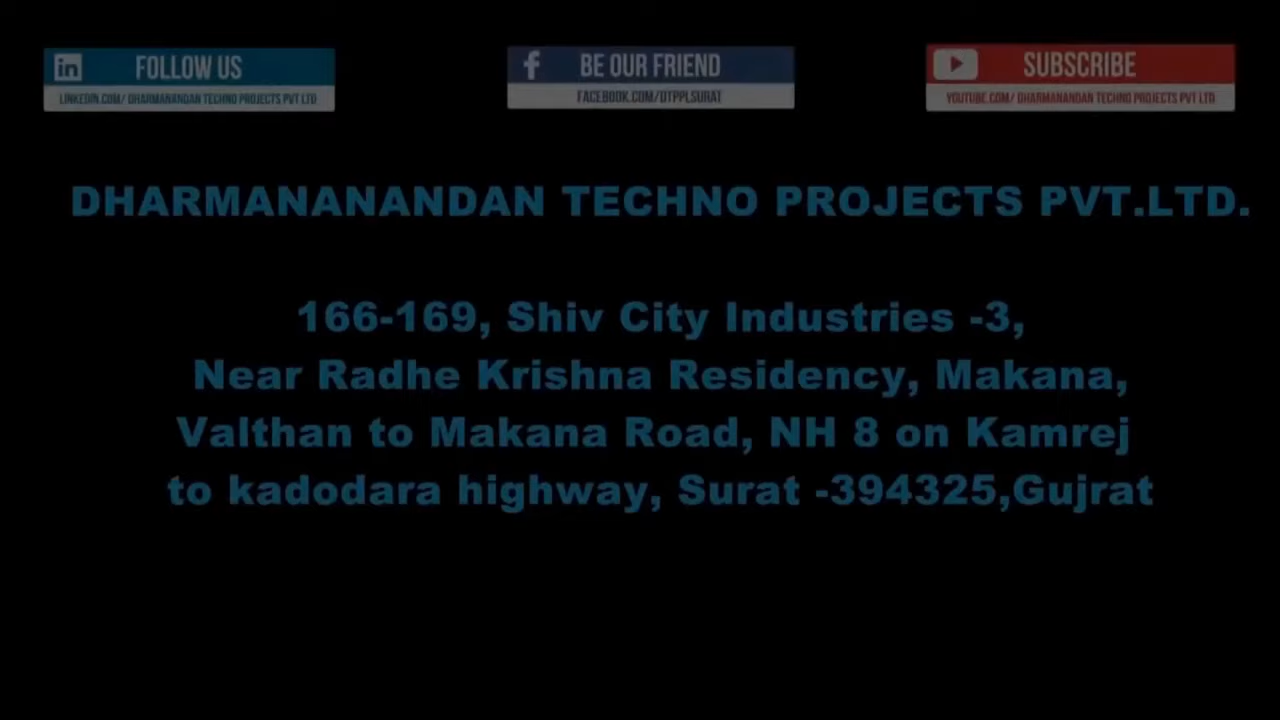 in FOLLOW US
LINKEDIN.COM/ DHARMANANDAN TECHNO PROJECTS PVT LTD
f BE OUR FRIEND
FACEBOOK.COM/DTPPLSURAT
SUBSCRIBE
YOUTUBE.COM/ DHARMANANDAN TECHNO PROJECTS PVT LTD
DHARMANANANDAN TECHNO PROJECTS PVT.LTD.
166-169, Shiv City Industries -3,
Near Radhe Krishna Residency, Makana,
Valthan to Makana Road, NH 8 on Kamrej
to kadodara highway, Surat -394325,Gujrat